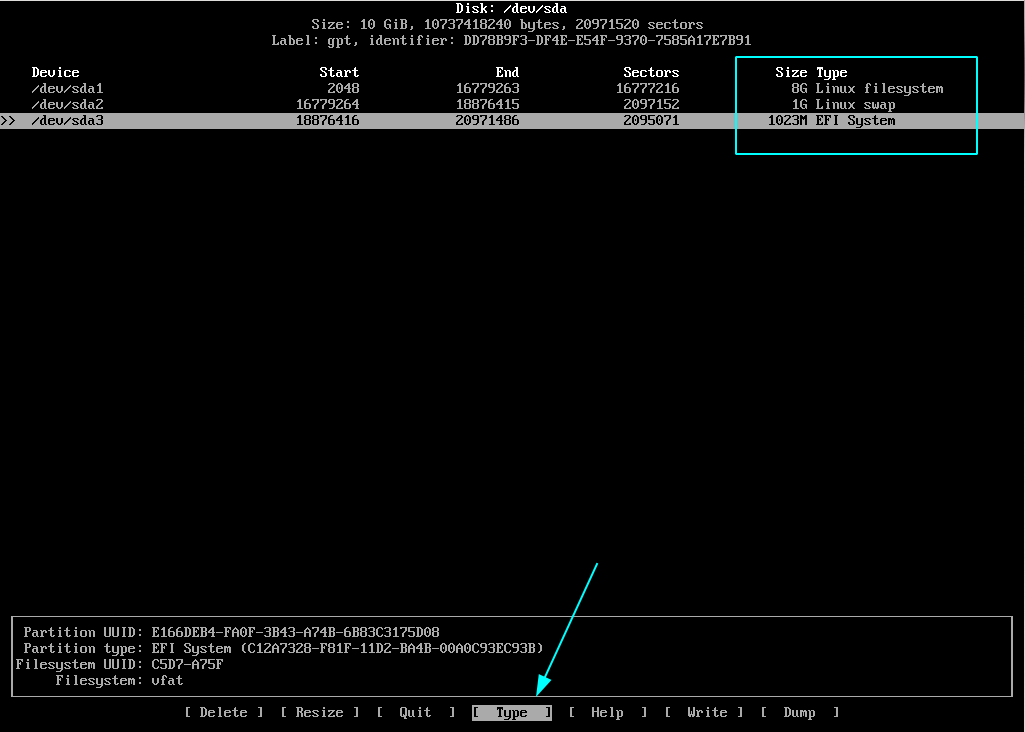 Disk: /dev/sda
Size: 10 GiB, 10737418240 bytes, 20971520 sectors
Label: gpt, identifier: DD78B9F3-DF4E-E54F-9370-7585A17E7B91
Device Start End Sectors Size Type
/dev/sda1 2048 16779263 16777216 8G Linux filesystem
/dev/sda2 16779264 18876415 2097152 1G Linux swap
>> /dev/sda3 18876416 20971486 2095071 1023M EFI System
Partition UUID: E166DEB4-FA0F-3B43-A74B-6B83C3175D08
Partition type: EFI System (C12A7328-F81F-11D2-BA4B-00A0C93EC93B)
Filesystem UUID: C5D7-A75F
Filesystem: vfat
[ Delete ] [ Resize ] [ Quit ] [ Type ] [ Help ] [ Write ] [ Dump ]